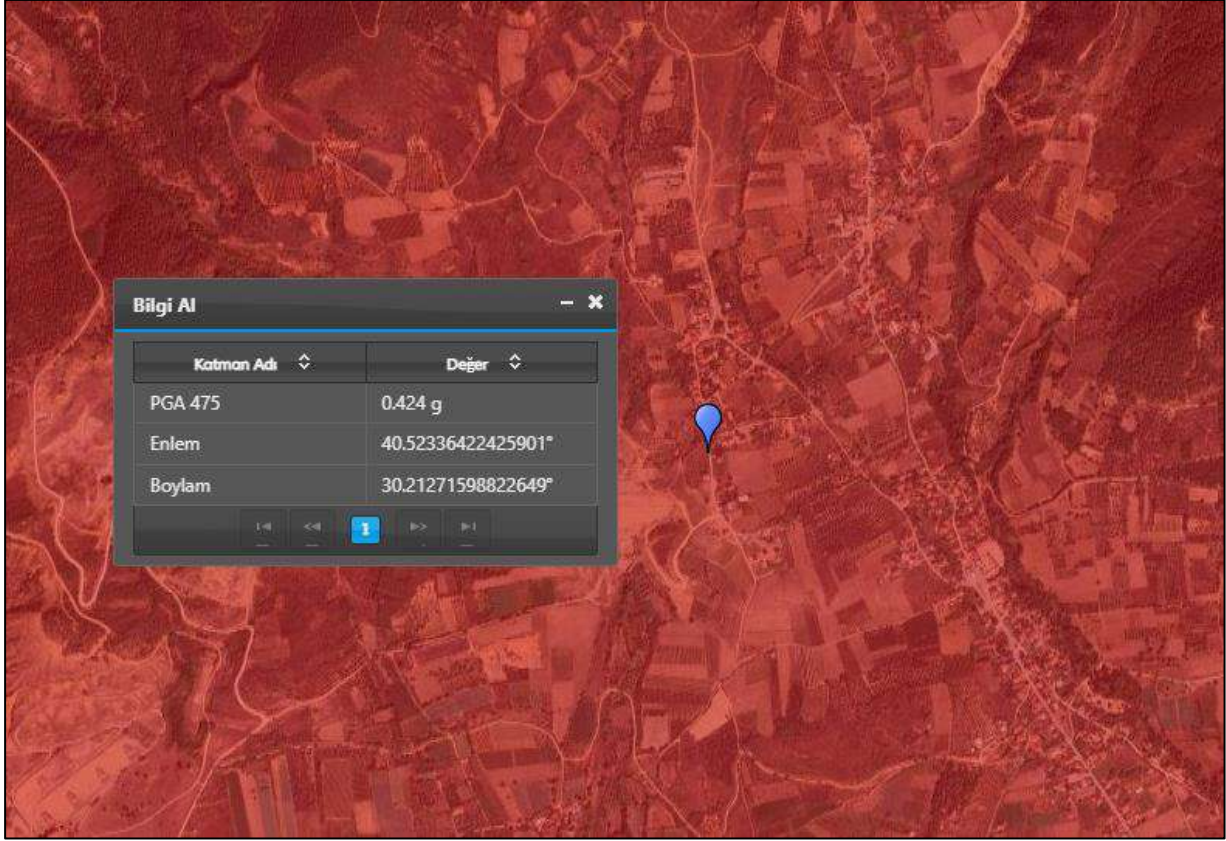 Bilgi Al
Katman Adı Değer
PGA 475 0.424 g
Enlem 40.52336422425901°
Boylam 30.21271598822649°
1